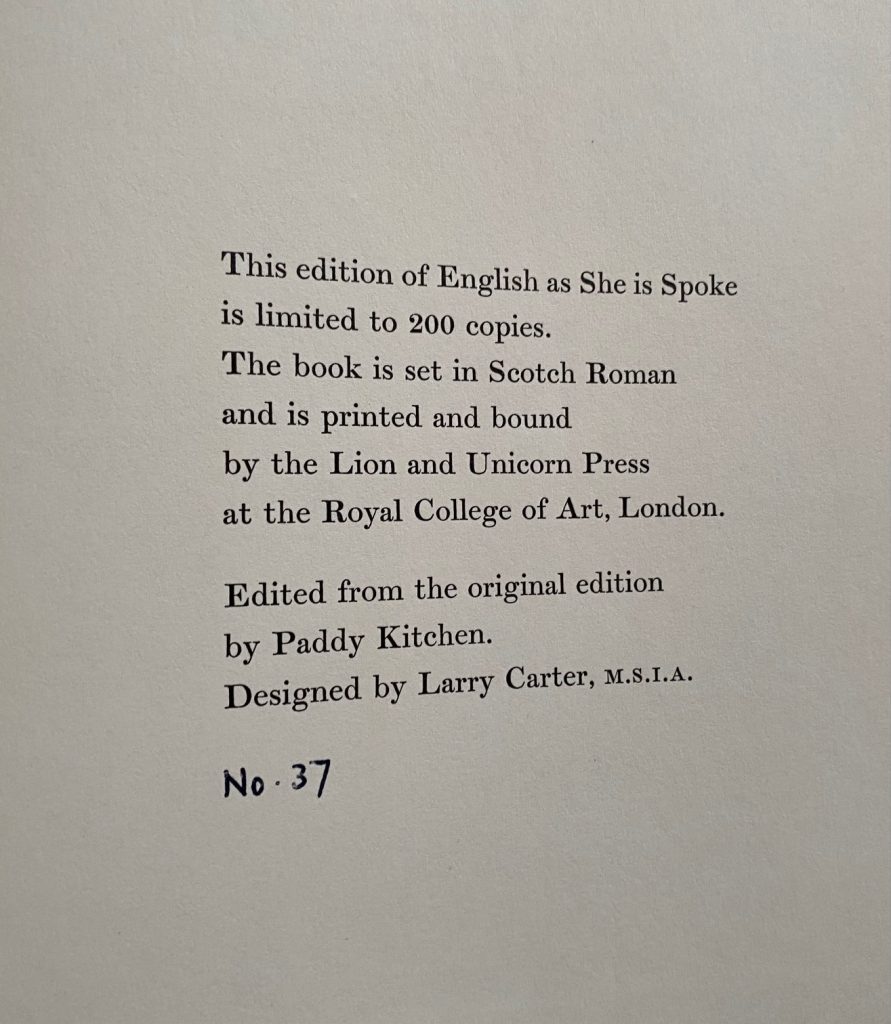 This edition of English as She is Spoke
is limited to 200 copies.
The book is set in Scotch Roman
and is printed and bound
by the Lion and Unicorn Press
at the Royal College of Art, London.
Edited from the original edition
by Paddy Kitchen.
Designed by Larry Carter, M.S.I.A.
No. 37